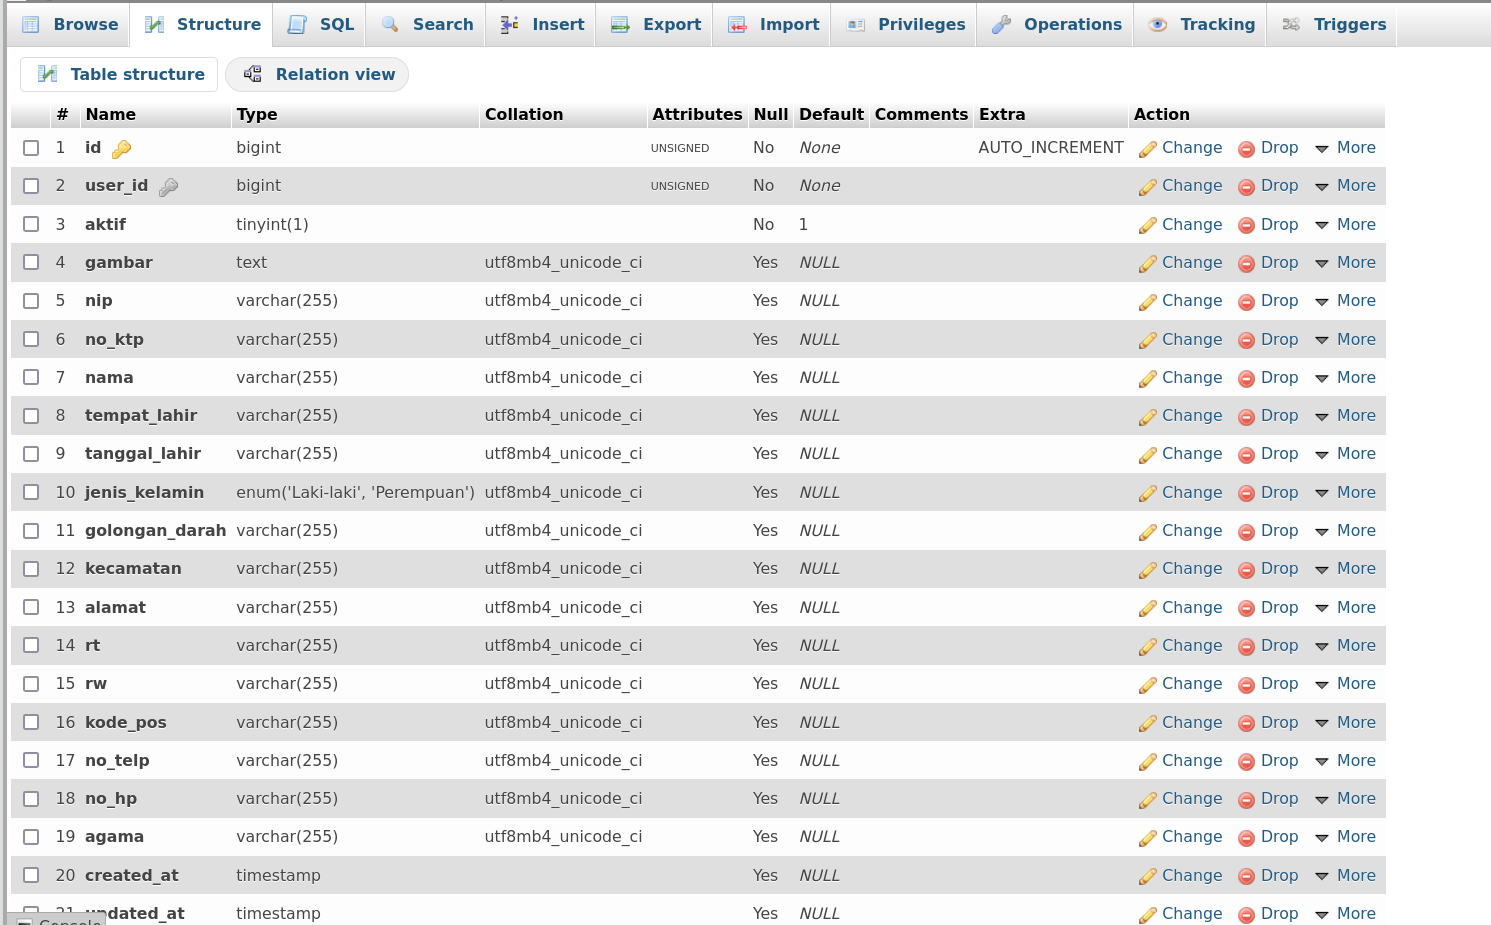 Browse Structure SQL Search Insert Export Import Privileges Operations Tracking Triggers
Table structure Relation view
# Name Type Collation Attributes Null Default Comments Extra Action
1 id bigint UNSIGNED No None AUTO_INCREMENT Change Drop More
2 user_id bigint UNSIGNED No None Change Drop More
3 aktif tinyint(1) No 1 Change Drop More
4 gambar text utf8mb4_unicode_ci Yes NULL Change Drop More
5 nip varchar(255) utf8mb4_unicode_ci Yes NULL Change Drop More
6 no_ktp varchar(255) utf8mb4_unicode_ci Yes NULL Change Drop More
7 nama varchar(255) utf8mb4_unicode_ci Yes NULL Change Drop More
8 tempat_lahir varchar(255) utf8mb4_unicode_ci Yes NULL Change Drop More
9 tanggal_lahir varchar(255) utf8mb4_unicode_ci Yes NULL Change Drop More
10 jenis_kelamin enum('Laki-laki', 'Perempuan') utf8mb4_unicode_ci Yes NULL Change Drop More
11 golongan_darah varchar(255) utf8mb4_unicode_ci Yes NULL Change Drop More
12 kecamatan varchar(255) utf8mb4_unicode_ci Yes NULL Change Drop More
13 alamat varchar(255) utf8mb4_unicode_ci Yes NULL Change Drop More
14 rt varchar(255) utf8mb4_unicode_ci Yes NULL Change Drop More
15 rw varchar(255) utf8mb4_unicode_ci Yes NULL Change Drop More
16 kode_pos varchar(255) utf8mb4_unicode_ci Yes NULL Change Drop More
17 no_telp varchar(255) utf8mb4_unicode_ci Yes NULL Change Drop More
18 no_hp varchar(255) utf8mb4_unicode_ci Yes NULL Change Drop More
19 agama varchar(255) utf8mb4_unicode_ci Yes NULL Change Drop More
20 created_at timestamp Yes NULL Change Drop More
21 updated_at timestamp Yes NULL Change Drop More
Console